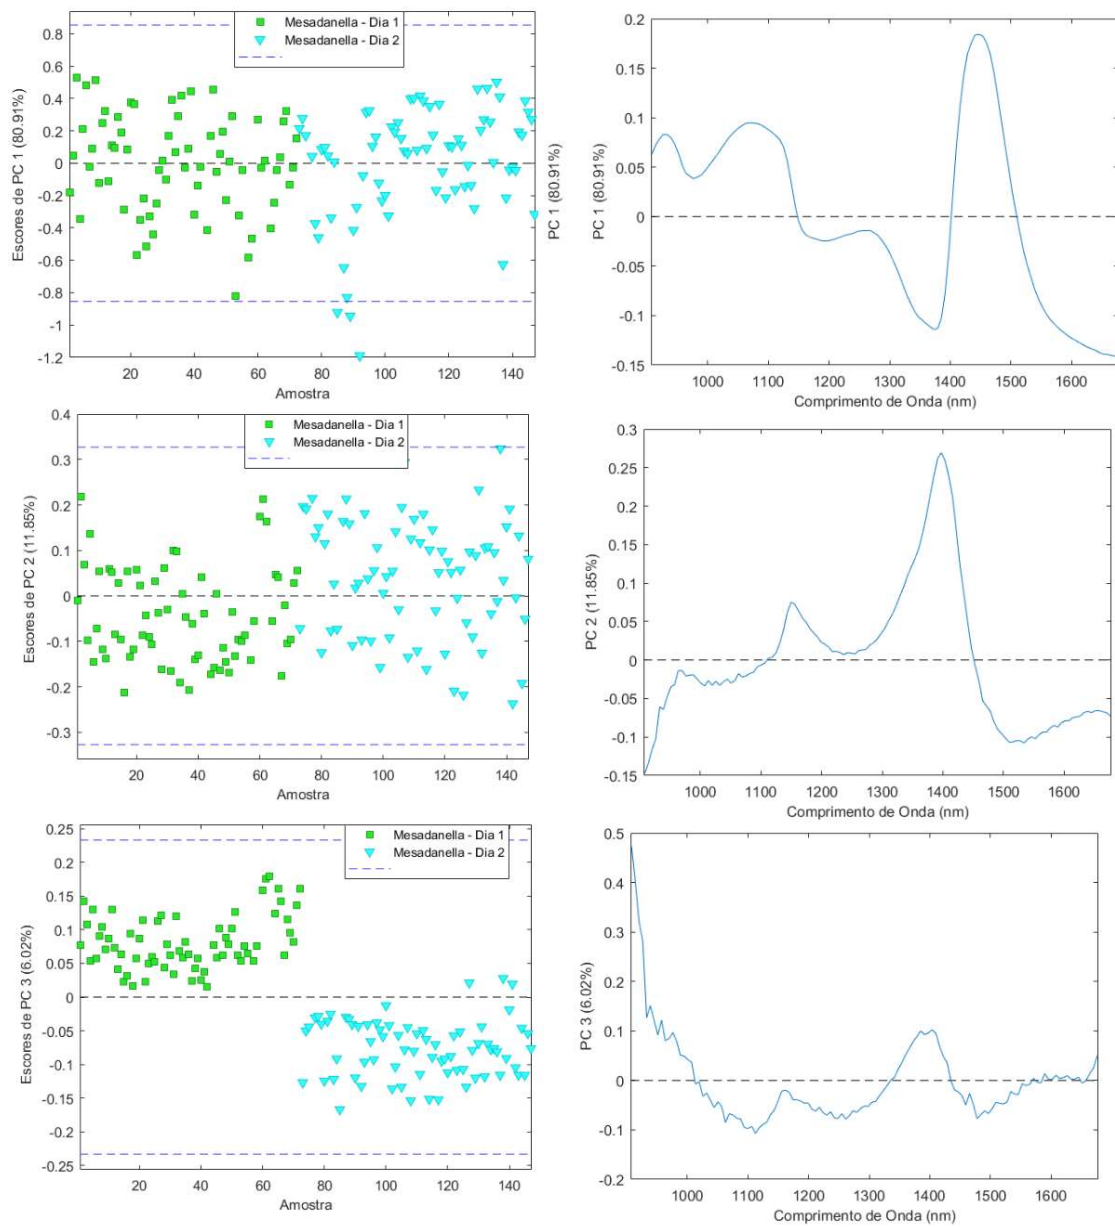 Mesadanella - Dia 1
Mesadanella - Dia 2
Escores de PC 1 (80.91%)
0.8
0.6
0.4
0.2
0
-0.2
-0.4
-0.6
-0.8
-1
-1.2
20 40 60 80 100 120 140
Amostra
PC 1 (80.91%)
PC 1 (80.91%)
0.2
0.15
0.1
0.05
0
-0.05
-0.1
-0.15
1000 1100 1200 1300 1400 1500 1600
Comprimento de Onda (nm)
Mesadanella - Dia 1
Mesadanella - Dia 2
Escores de PC 2 (11.85%)
0.4
0.3
0.2
0.1
0
-0.1
-0.2
-0.3
20 40 60 80 100 120 140
Amostra
PC 2 (11.85%)
0.3
0.25
0.2
0.15
0.1
0.05
0
-0.05
-0.1
-0.15
1000 1100 1200 1300 1400 1500 1600
Comprimento de Onda (nm)
Mesadanella - Dia 1
Mesadanella - Dia 2
Escores de PC 3 (6.02%)
0.25
0.2
0.15
0.1
0.05
0
-0.05
-0.1
-0.15
-0.2
-0.25
20 40 60 80 100 120 140
Amostra
PC 3 (6.02%)
0.5
0.4
0.3
0.2
0.1
0
-0.1
-0.2
1000 1100 1200 1300 1400 1500 1600
Comprimento de Onda (nm)